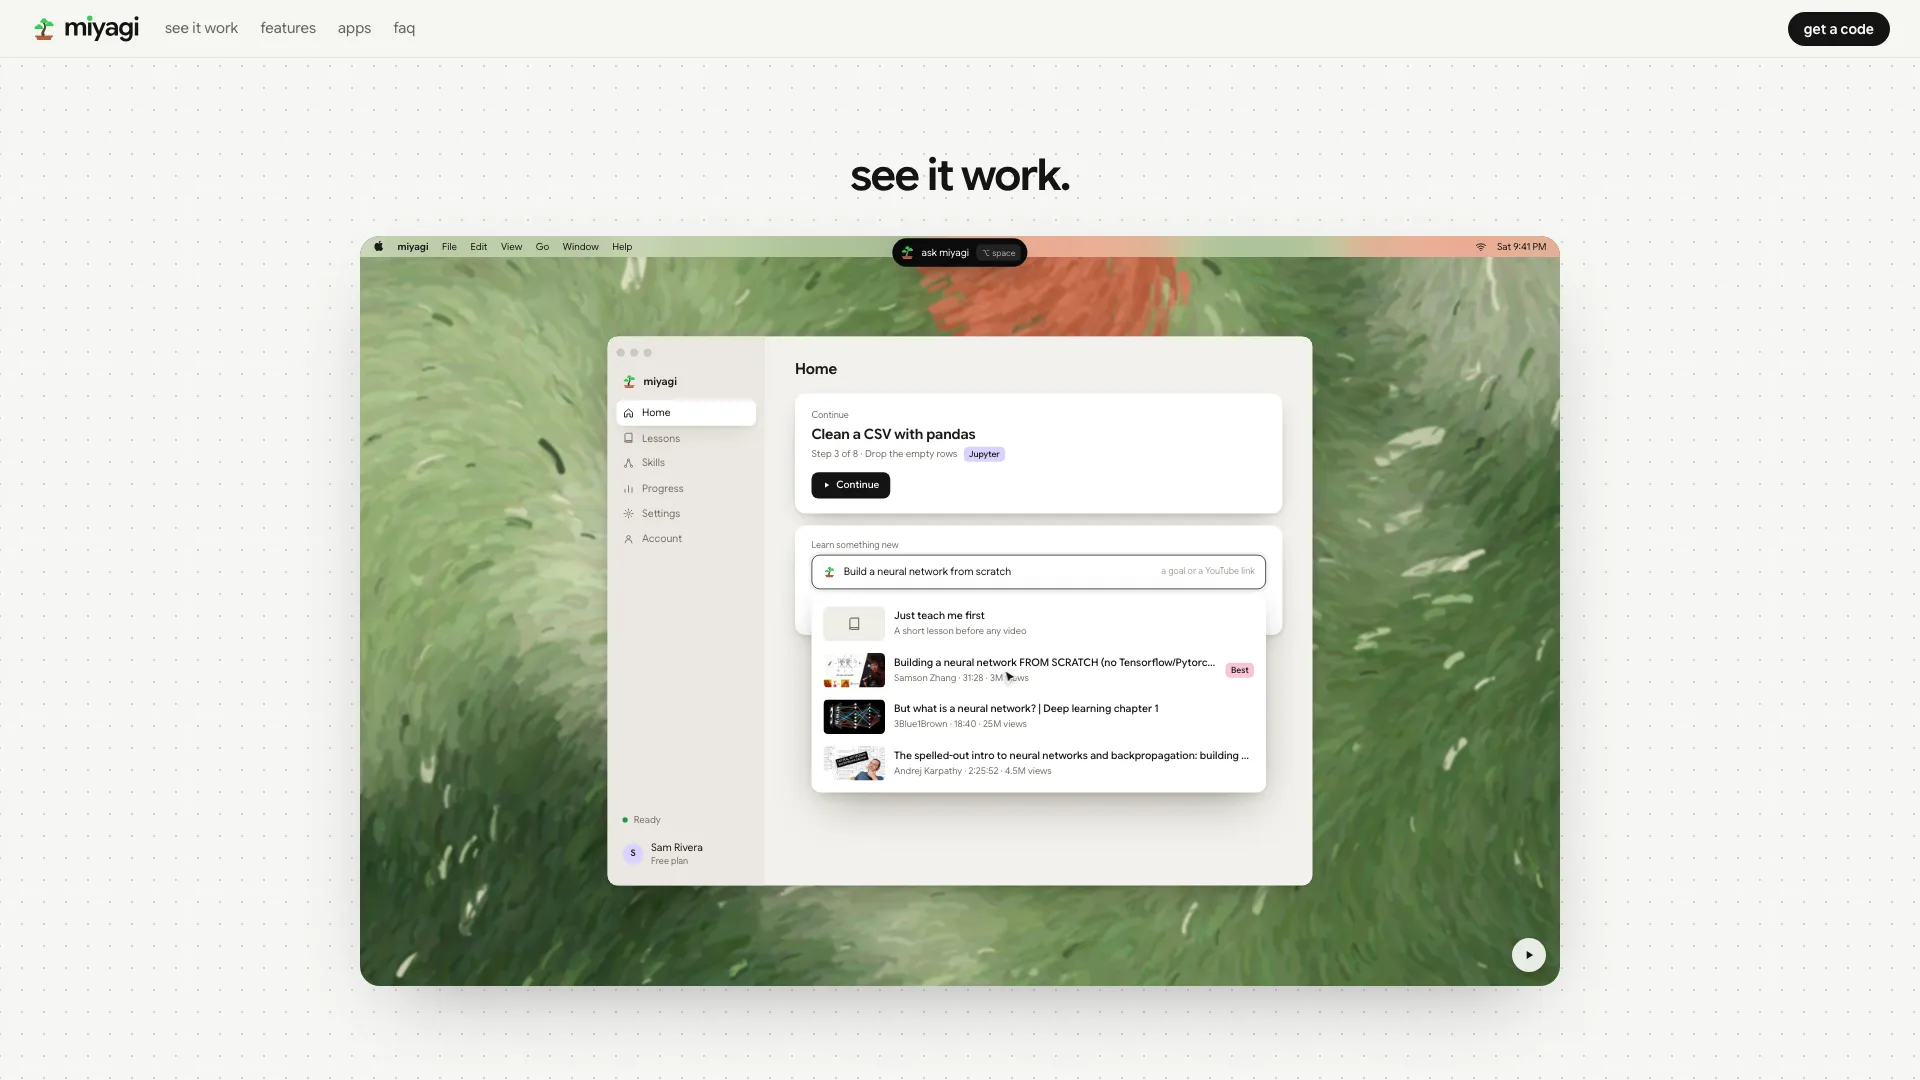 miyagi see it work features apps faq get a code
see it work.
miyagi File Edit View Go Window Help
ask miyagi ⌥ space
Sat 9:41 PM
miyagi
Home
Lessons
Skills
Progress
Settings
Account
Ready
S
Sam Rivera
Free plan
Home
Continue
Clean a CSV with pandas
Step 3 of 8 · Drop the empty rows Jupyter
Continue
Learn something new
Build a neural network from scratch a goal or a YouTube link
Just teach me first
A short lesson before any video
Building a neural network FROM SCRATCH (no Tensorflow/Pytorc... Best
Samson Zhang · 31:28 · 3M views
But what is a neural network? | Deep learning chapter 1
3Blue1Brown · 18:40 · 25M views
The spelled-out intro to neural networks and backpropagation: building ...
Andrej Karpathy · 2:25:52 · 4.5M views